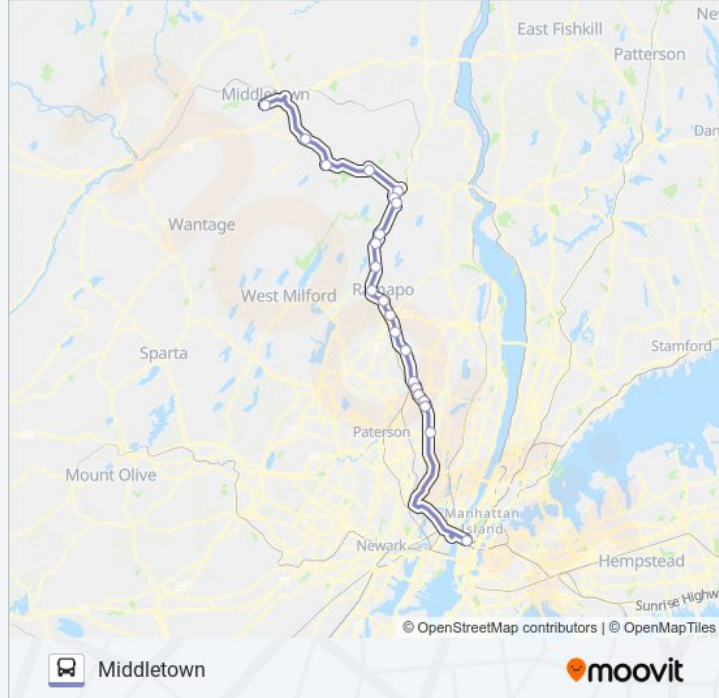 New
East Fishkill
Patterson
Middletown
Dan
Wantage
West Milford
Ramapo
Stamford
Sparta
Paterson
Mount Olive
Manhattan
Island
Newark
Hempstead
Sunrise Highw
© OpenStreetMap contributors | © OpenMapTiles
Middletown
moovit